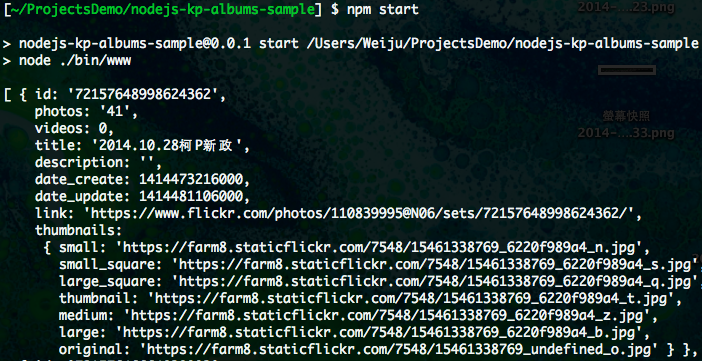 [~/ProjectsDemo/nodejs-kp-albums-sample] $ npm start
2014-....23.png
> nodejs-kp-albums-sample@0.0.1 start /Users/Weiju/ProjectsDemo/nodejs-kp-albums-sample
> node ./bin/www
螢幕快照
2014-....33.png
[ { id: '72157648998624362',
photos: '41',
videos: 0,
title: '2014.10.28柯P新政',
description: '',
date_create: 1414473216000,
date_update: 1414481106000,
link: 'https://www.flickr.com/photos/110839995@N06/sets/72157648998624362/',
thumbnails:
{ small: 'https://farm8.staticflickr.com/7548/15461338769_6220f989a4_n.jpg',
small_square: 'https://farm8.staticflickr.com/7548/15461338769_6220f989a4_s.jpg',
large_square: 'https://farm8.staticflickr.com/7548/15461338769_6220f989a4_q.jpg',
thumbnail: 'https://farm8.staticflickr.com/7548/15461338769_6220f989a4_t.jpg',
medium: 'https://farm8.staticflickr.com/7548/15461338769_6220f989a4_z.jpg',
large: 'https://farm8.staticflickr.com/7548/15461338769_6220f989a4_b.jpg',
original: 'https://farm8.staticflickr.com/7548/15461338769_undefined_o.jpg' } },